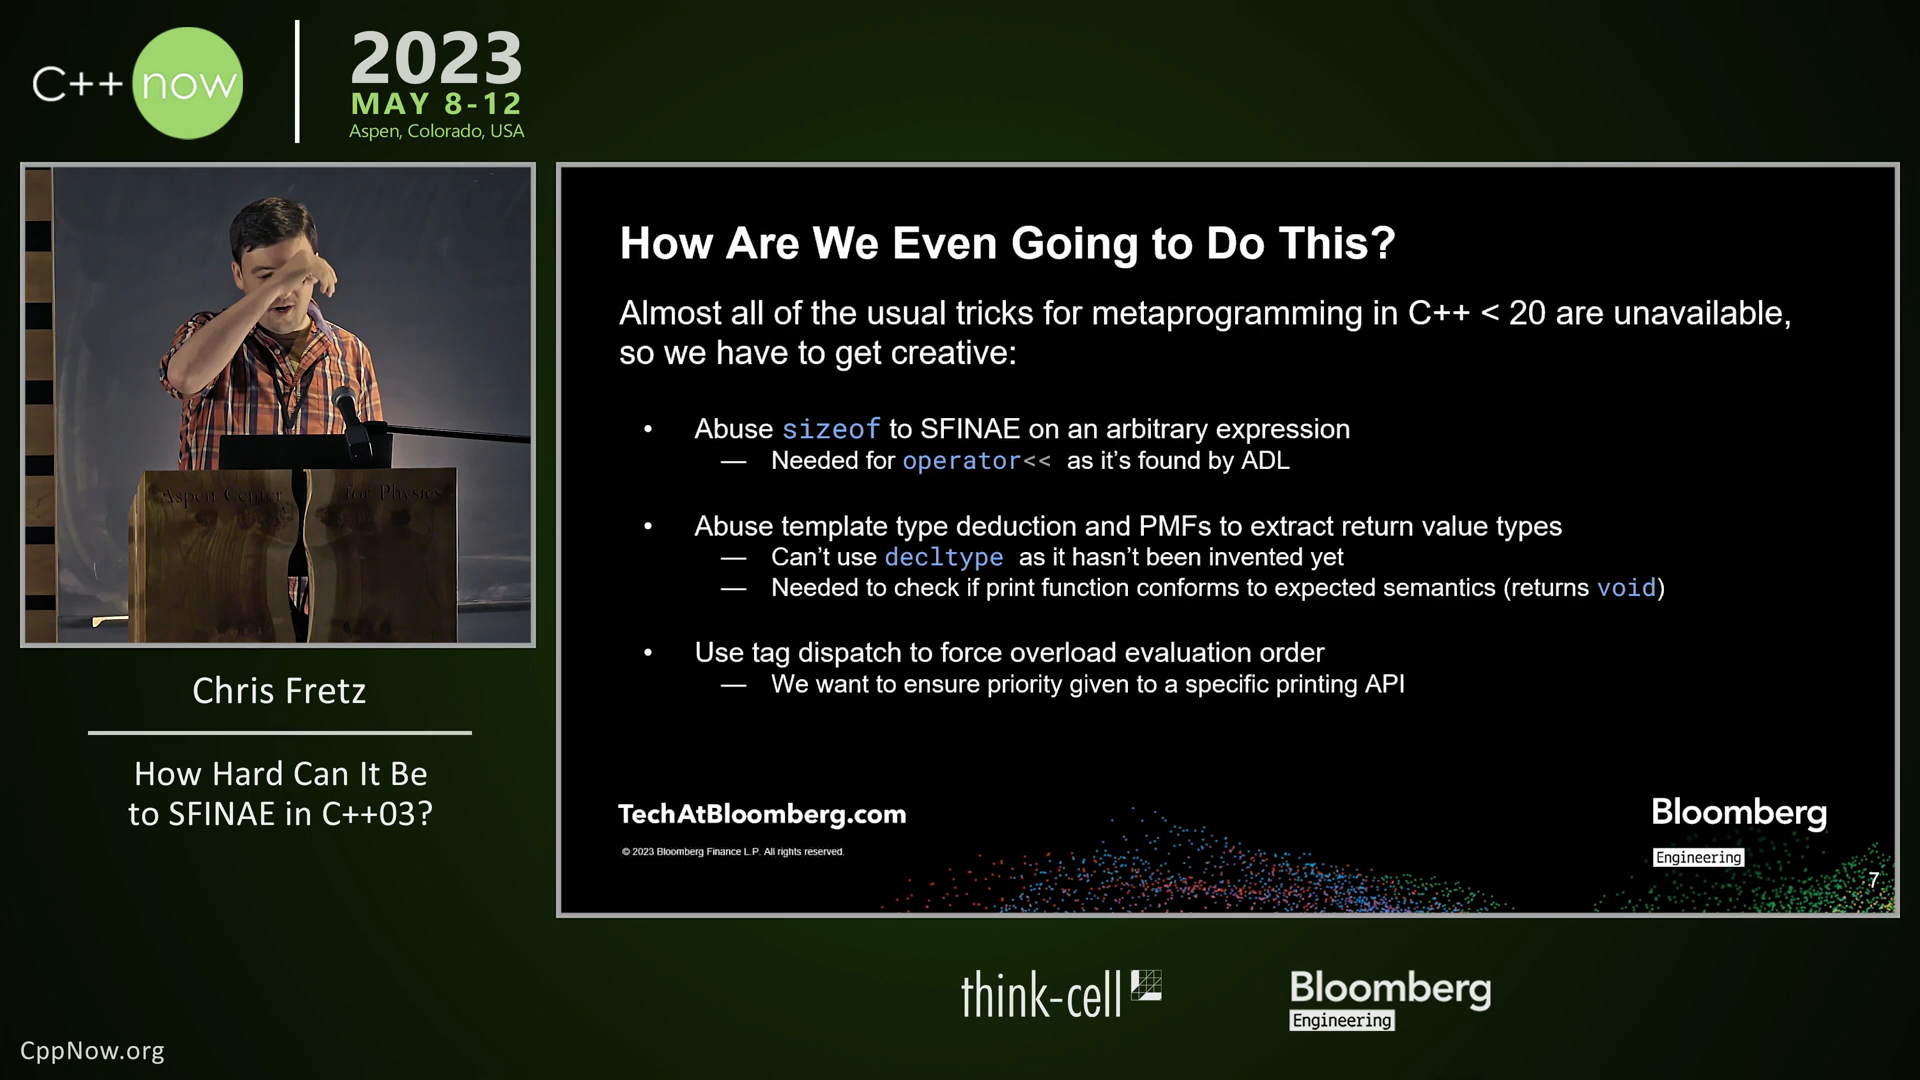 C++ now
2023
MAY 8-12
Aspen, Colorado, USA
Aspen Center for Physics
Chris Fretz
How Hard Can It Be
to SFINAE in C++03?
How Are We Even Going to Do This?
Almost all of the usual tricks for metaprogramming in C++ < 20 are unavailable,
so we have to get creative:
• Abuse sizeof to SFINAE on an arbitrary expression
— Needed for operator<< as it's found by ADL
• Abuse template type deduction and PMFs to extract return value types
— Can't use decltype as it hasn't been invented yet
— Needed to check if print function conforms to expected semantics (returns void)
• Use tag dispatch to force overload evaluation order
— We want to ensure priority given to a specific printing API
TechAtBloomberg.com
© 2023 Bloomberg Finance L.P. All rights reserved.
Bloomberg
Engineering
7
think-cell
Bloomberg
Engineering
CppNow.org